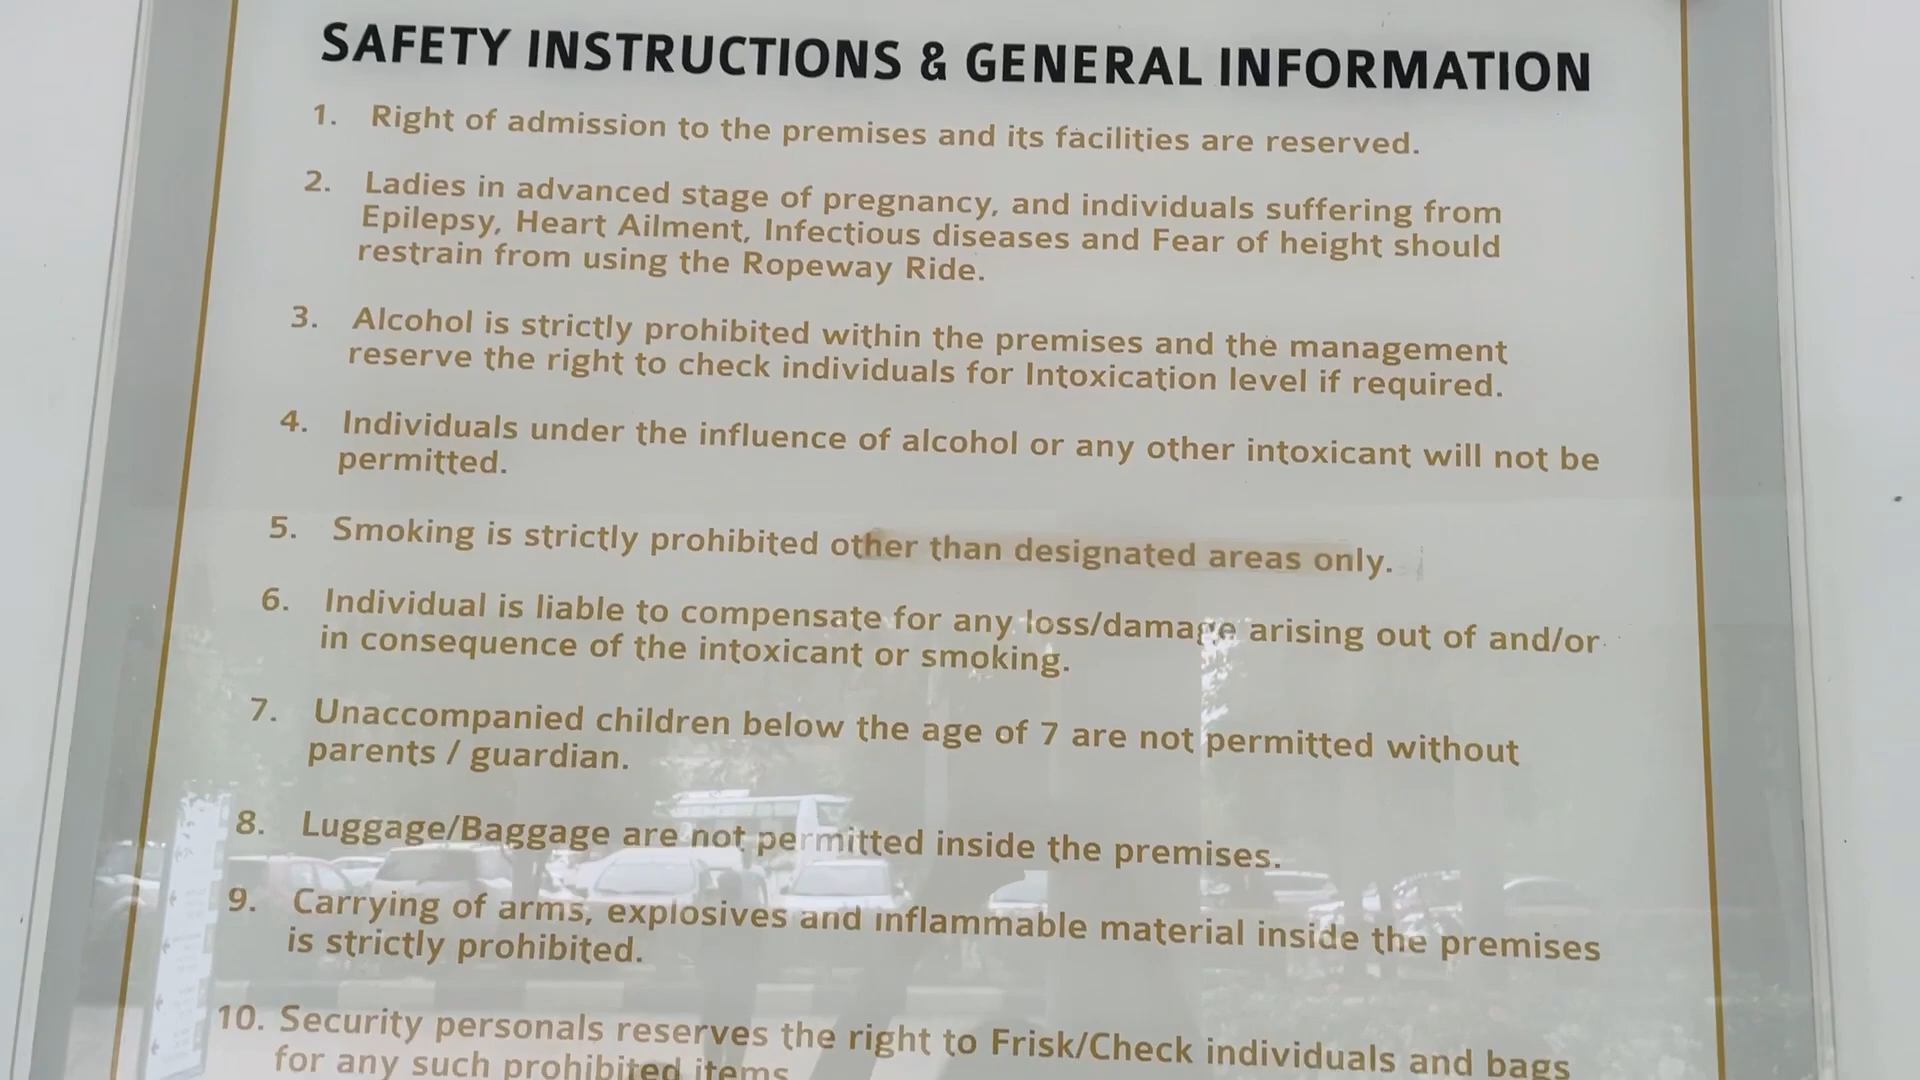 SAFETY INSTRUCTIONS & GENERAL INFORMATION
1. Right of admission to the premises and its facilities are reserved.
2. Ladies in advanced stage of pregnancy, and individuals suffering from
Epilepsy, Heart Ailment, Infectious diseases and Fear of height should
restrain from using the Ropeway Ride.
3. Alcohol is strictly prohibited within the premises and the management
reserve the right to check individuals for Intoxication level if required.
4. Individuals under the influence of alcohol or any other intoxicant will not be
permitted.
5. Smoking is strictly prohibited other than designated areas only.
6. Individual is liable to compensate for any loss/damage arising out of and/or
in consequence of the intoxicant or smoking.
7. Unaccompanied children below the age of 7 are not permitted without
parents / guardian.
8. Luggage/Baggage are not permitted inside the premises.
9. Carrying of arms, explosives and inflammable material inside the premises
is strictly prohibited.
10. Security personals reserves the right to Frisk/Check individuals and bags
for any such prohibited items